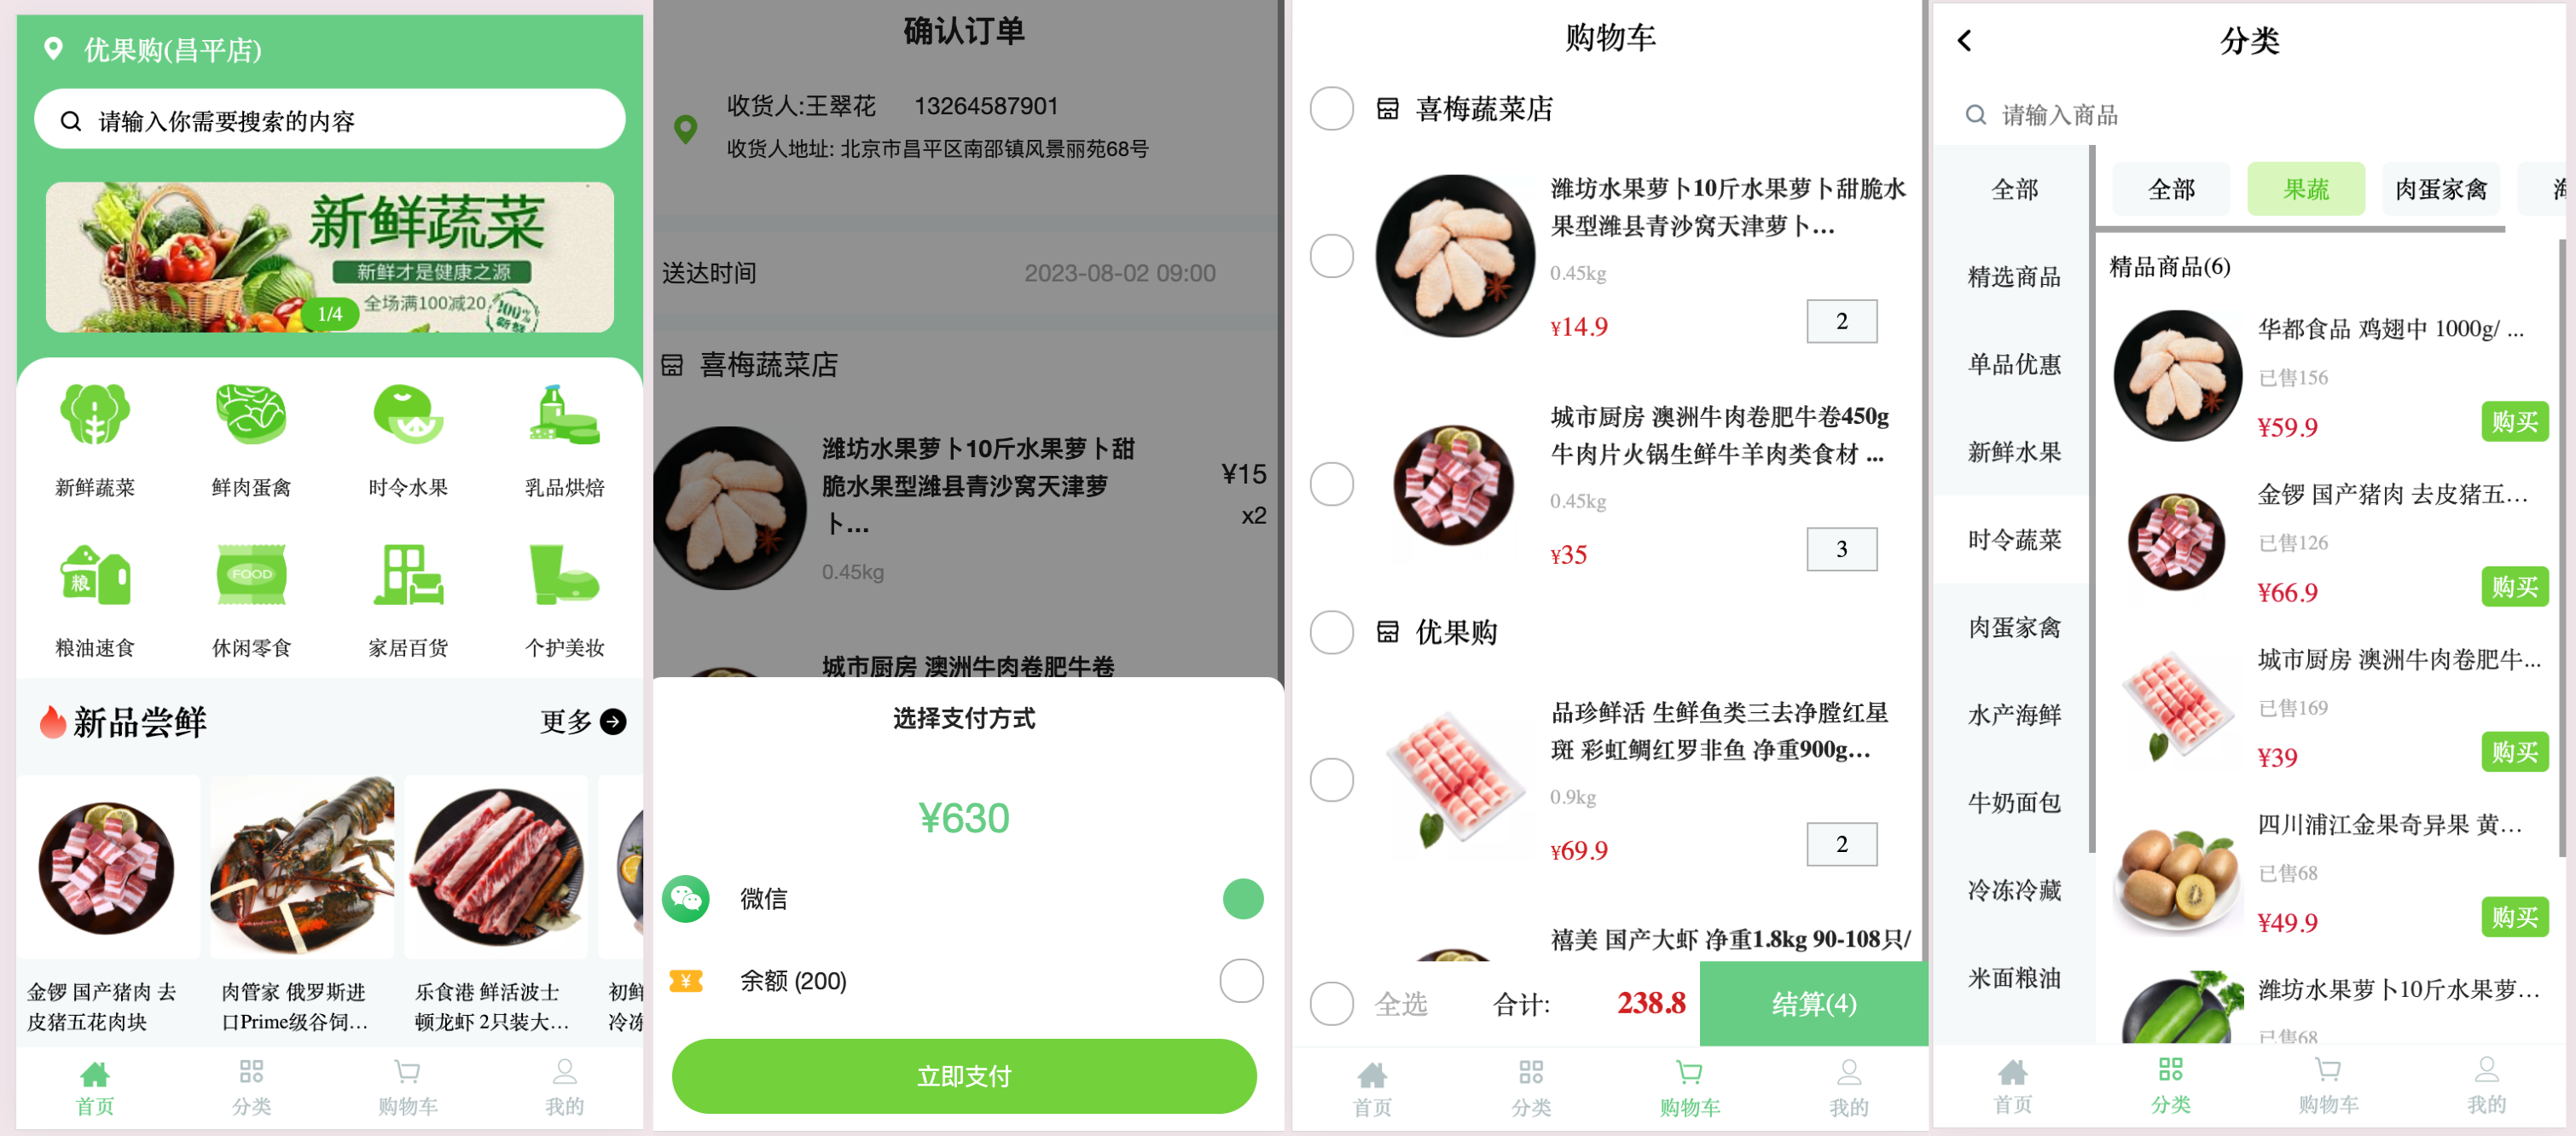 优果购(昌平店)
请输入你需要搜索的内容
新鲜蔬菜
新鲜才是健康之源
全场满100减20
100%
新鲜
1/4
新鲜蔬菜
鲜肉蛋禽
时令水果
乳品烘焙
粮
FOOD
粮油速食
休闲零食
家居百货
个护美妆
新品尝鲜
更多
金锣 国产猪肉 去
皮猪五花肉块
肉管家 俄罗斯进
口Prime级谷饲...
乐食港 鲜活波士
顿龙虾 2只装大...
初鲜
冷冻
首页
分类
购物车
我的
确认订单
收货人:王翠花 13264587901
收货人地址: 北京市昌平区南邵镇风景丽苑68号
送达时间
2023-08-02 09:00
喜梅蔬菜店
潍坊水果萝卜10斤水果萝卜甜
脆水果型潍县青沙窝天津萝
卜...
¥15
x2
0.45kg
城市厨房 澳洲牛肉卷肥牛卷
选择支付方式
¥630
微信
¥
余额 (200)
立即支付
购物车
喜梅蔬菜店
潍坊水果萝卜10斤水果萝卜甜脆水
果型潍县青沙窝天津萝卜...
0.45kg
¥14.9
2
城市厨房 澳洲牛肉卷肥牛卷450g
牛肉片火锅生鲜牛羊肉类食材 ...
0.45kg
¥35
3
优果购
品珍鲜活 生鲜鱼类三去净膛红星
斑 彩虹鲷红罗非鱼 净重900g...
0.9kg
¥69.9
2
禧美 国产大虾 净重1.8kg 90-108只/
全选
合计:
238.8
结算(4)
首页
分类
购物车
我的
分类
请输入商品
全部
精选商品
单品优惠
新鲜水果
时令蔬菜
肉蛋家禽
水产海鲜
牛奶面包
冷冻冷藏
米面粮油
全部
果蔬
肉蛋家禽
精品商品(6)
华都食品 鸡翅中 1000g/ ...
已售156
¥59.9
购买
金锣 国产猪肉 去皮猪五...
已售126
¥66.9
购买
城市厨房 澳洲牛肉卷肥牛...
已售169
¥39
购买
四川浦江金果奇异果 黄...
已售68
¥49.9
购买
潍坊水果萝卜10斤水果萝...
已售68
首页
分类
购物车
我的